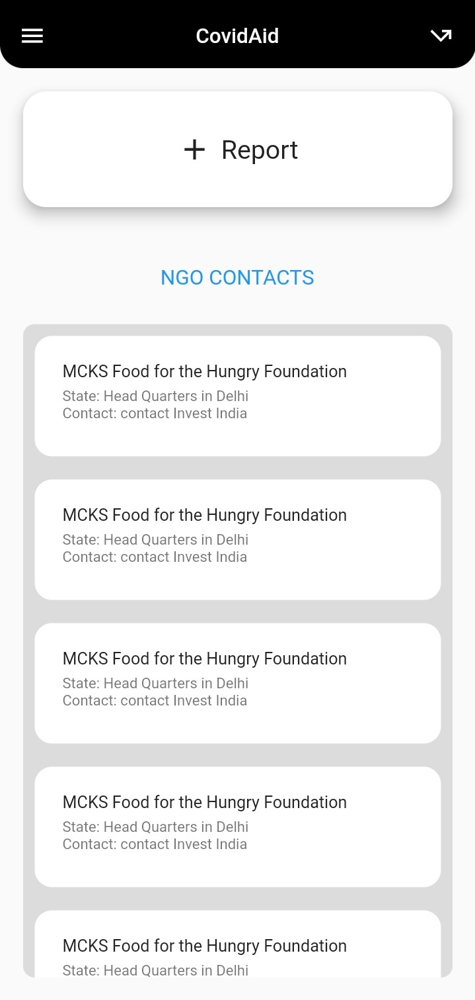 CovidAid
+ Report
NGO CONTACTS
MCKS Food for the Hungry Foundation
State: Head Quarters in Delhi
Contact: contact Invest India
MCKS Food for the Hungry Foundation
State: Head Quarters in Delhi
Contact: contact Invest India
MCKS Food for the Hungry Foundation
State: Head Quarters in Delhi
Contact: contact Invest India
MCKS Food for the Hungry Foundation
State: Head Quarters in Delhi
Contact: contact Invest India
MCKS Food for the Hungry Foundation
State: Head Quarters in Delhi